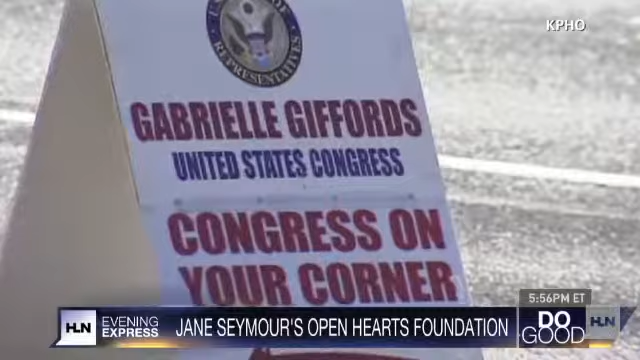 KPHO
REPRESENTATIVES
GABRIELLE GIFFORDS
UNITED STATES CONGRESS
CONGRESS ON
YOUR CORNER
5:56PM ET
HLN EVENING EXPRESS
JANE SEYMOUR'S OPEN HEARTS FOUNDATION
DO GOOD
HLN